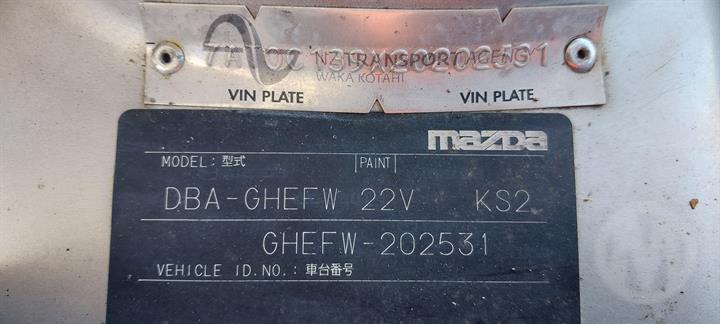 NZ TRANSPORT AGENCY
WAKA KOTAHI
VIN PLATE VIN PLATE
mazda
MODEL: 型式 PAINT
DBA-GHEFW 22V KS2
GHEFW-202531
VEHICLE ID.NO.: 車台番号